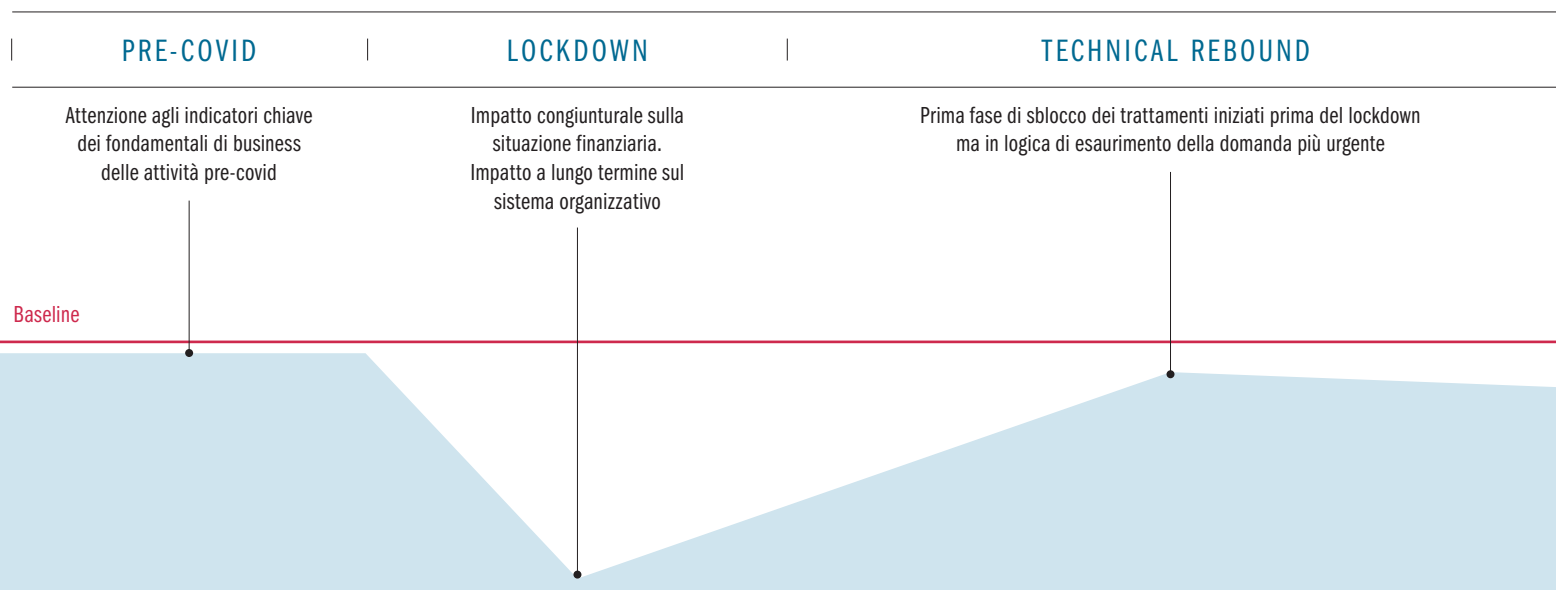 PRE-COVID
LOCKDOWN
TECHNICAL REBOUND
Attenzione agli indicatori chiave
dei fondamentali di business
delle attività pre-covid
Impatto congiunturale sulla
situazione finanziaria.
Impatto a lungo termine sul
sistema organizzativo
Prima fase di sblocco dei trattamenti iniziati prima del lockdown
ma in logica di esaurimento della domanda più urgente
Baseline